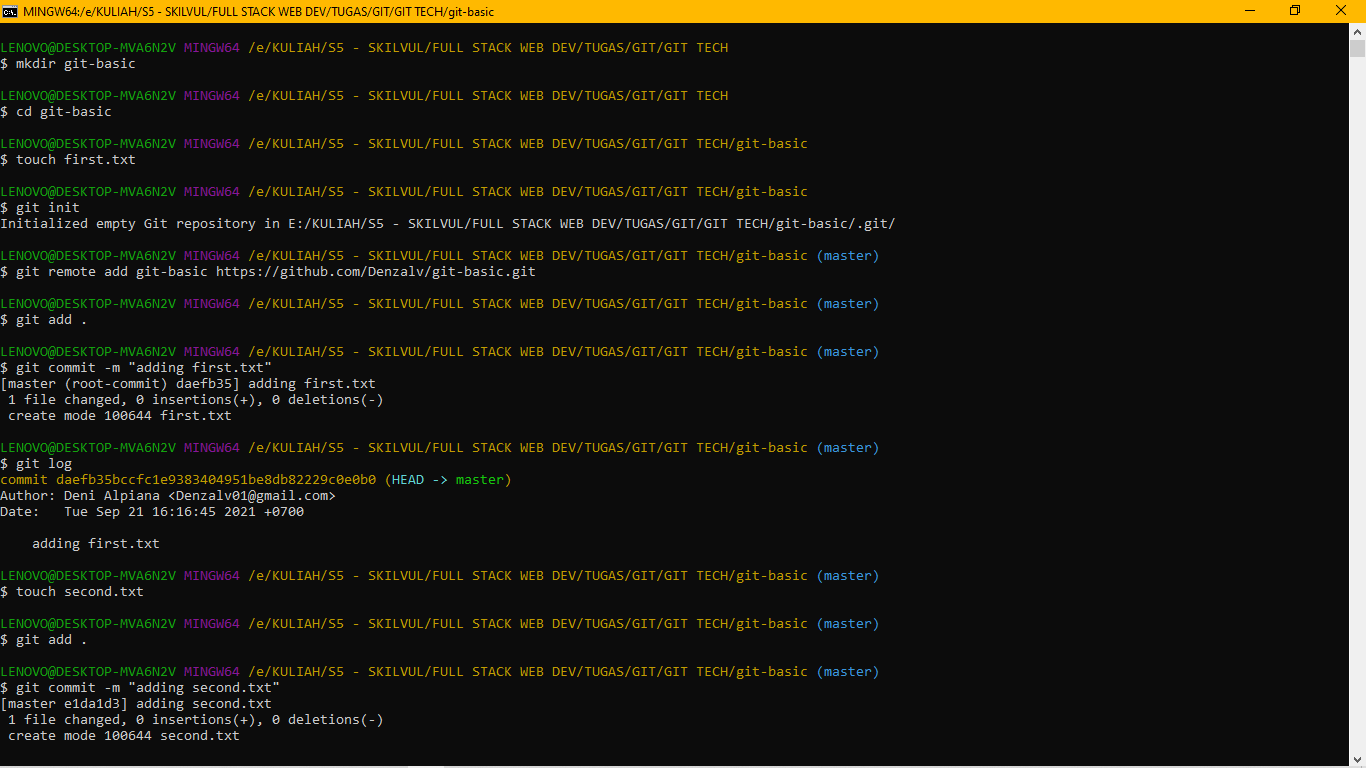 MINGW64:/e/KULIAH/S5 - SKILVUL/FULL STACK WEB DEV/TUGAS/GIT/GIT TECH/git-basic
LENOVO@DESKTOP-MVA6N2V MINGW64 /e/KULIAH/S5 - SKILVUL/FULL STACK WEB DEV/TUGAS/GIT/GIT TECH
$ mkdir git-basic
LENOVO@DESKTOP-MVA6N2V MINGW64 /e/KULIAH/S5 - SKILVUL/FULL STACK WEB DEV/TUGAS/GIT/GIT TECH
$ cd git-basic
LENOVO@DESKTOP-MVA6N2V MINGW64 /e/KULIAH/S5 - SKILVUL/FULL STACK WEB DEV/TUGAS/GIT/GIT TECH/git-basic
$ touch first.txt
LENOVO@DESKTOP-MVA6N2V MINGW64 /e/KULIAH/S5 - SKILVUL/FULL STACK WEB DEV/TUGAS/GIT/GIT TECH/git-basic
$ git init
Initialized empty Git repository in E:/KULIAH/S5 - SKILVUL/FULL STACK WEB DEV/TUGAS/GIT/GIT TECH/git-basic/.git/
LENOVO@DESKTOP-MVA6N2V MINGW64 /e/KULIAH/S5 - SKILVUL/FULL STACK WEB DEV/TUGAS/GIT/GIT TECH/git-basic (master)
$ git remote add git-basic https://github.com/Denzalv/git-basic.git
LENOVO@DESKTOP-MVA6N2V MINGW64 /e/KULIAH/S5 - SKILVUL/FULL STACK WEB DEV/TUGAS/GIT/GIT TECH/git-basic (master)
$ git add .
LENOVO@DESKTOP-MVA6N2V MINGW64 /e/KULIAH/S5 - SKILVUL/FULL STACK WEB DEV/TUGAS/GIT/GIT TECH/git-basic (master)
$ git commit -m "adding first.txt"
[master (root-commit) daefb35] adding first.txt
 1 file changed, 0 insertions(+), 0 deletions(-)
 create mode 100644 first.txt
LENOVO@DESKTOP-MVA6N2V MINGW64 /e/KULIAH/S5 - SKILVUL/FULL STACK WEB DEV/TUGAS/GIT/GIT TECH/git-basic (master)
$ git log
commit daefb35bccfc1e9383404951be8db82229c0e0b0 (HEAD -> master)
Author: Deni Alpiana <Denzalv01@gmail.com>
Date:   Tue Sep 21 16:16:45 2021 +0700
    adding first.txt
LENOVO@DESKTOP-MVA6N2V MINGW64 /e/KULIAH/S5 - SKILVUL/FULL STACK WEB DEV/TUGAS/GIT/GIT TECH/git-basic (master)
$ touch second.txt
LENOVO@DESKTOP-MVA6N2V MINGW64 /e/KULIAH/S5 - SKILVUL/FULL STACK WEB DEV/TUGAS/GIT/GIT TECH/git-basic (master)
$ git add .
LENOVO@DESKTOP-MVA6N2V MINGW64 /e/KULIAH/S5 - SKILVUL/FULL STACK WEB DEV/TUGAS/GIT/GIT TECH/git-basic (master)
$ git commit -m "adding second.txt"
[master e1da1d3] adding second.txt
 1 file changed, 0 insertions(+), 0 deletions(-)
 create mode 100644 second.txt